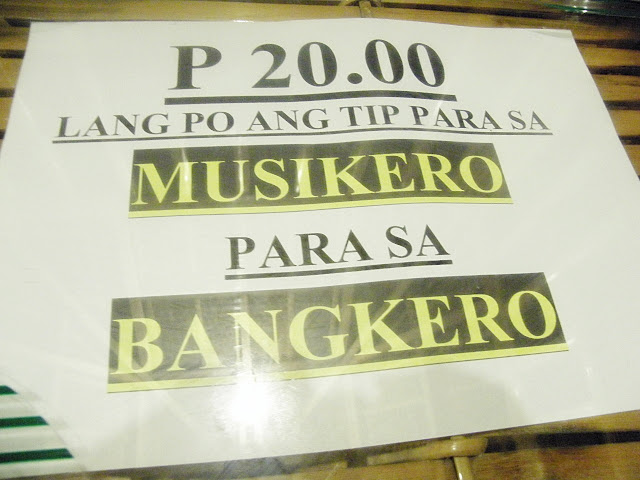 P 20.00
LANG PO ANG TIP PARA SA
MUSIKERO
PARA SA
BANGKERO